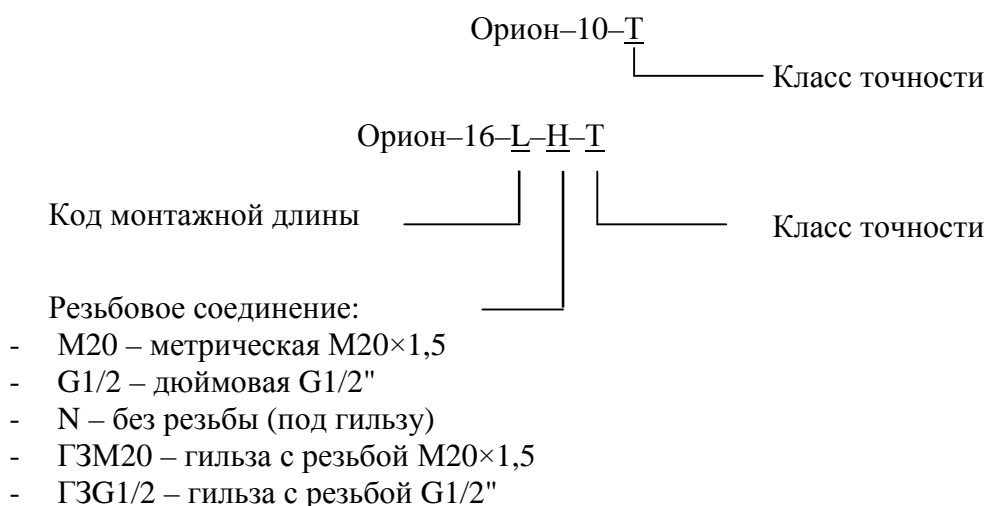 Орион–10–Т
Класс точности
Орион–16–L–Н–Т
Код монтажной длины
Класс точности
Резьбовое соединение:
- М20 – метрическая М20×1,5
- G1/2 – дюймовая G1/2"
- N – без резьбы (под гильзу)
- ГЗМ20 – гильза с резьбой М20×1,5
- ГЗG1/2 – гильза с резьбой G1/2"